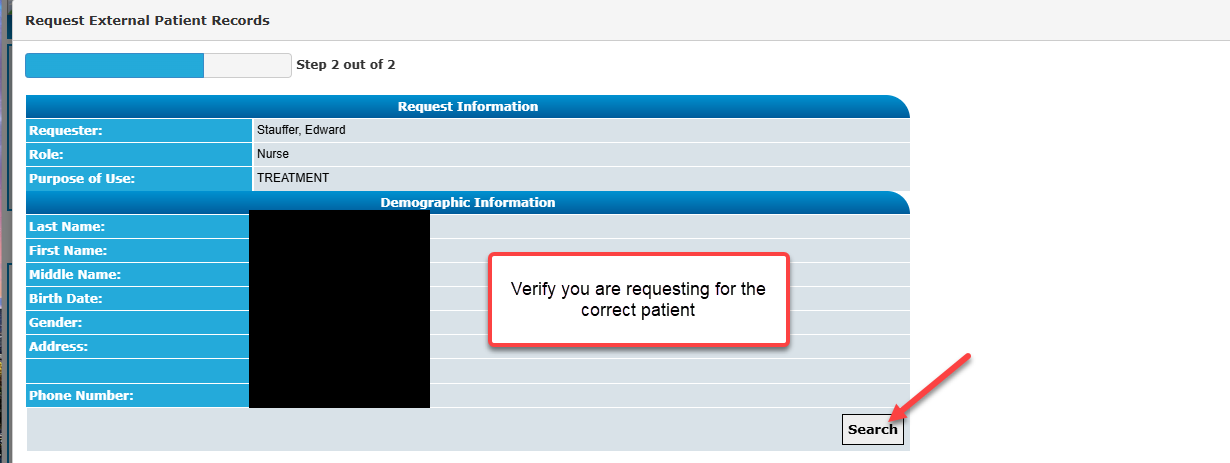 Request External Patient Records
Step 2 out of 2
Request Information
Requester: Stauffer, Edward
Role: Nurse
Purpose of Use: TREATMENT
Demographic Information
Last Name:
First Name:
Middle Name:
Birth Date:
Gender:
Address:
Phone Number:
Verify you are requesting for the
correct patient
Search